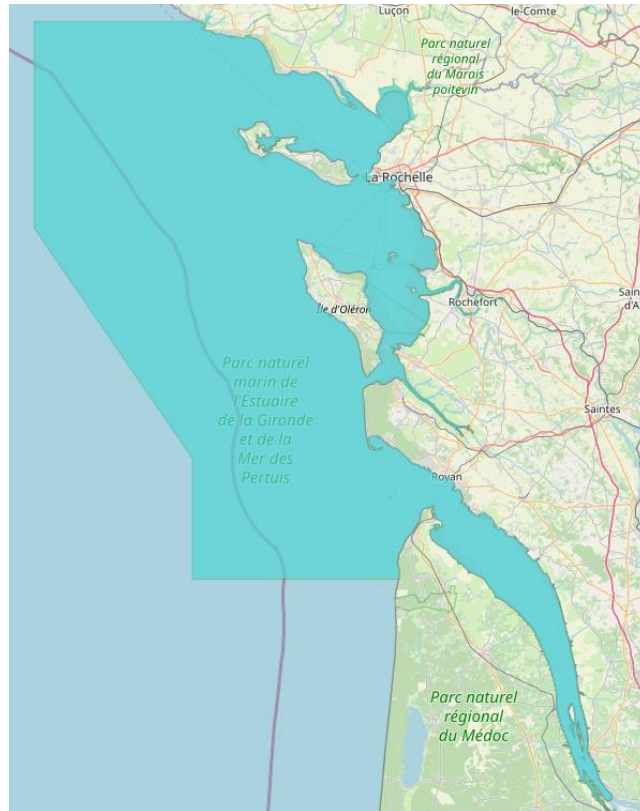 Luçon
le-Comte
Parc naturel
régional
du Marais
poitevin
La Rochelle
Rochefort
Île d'Oléron
Parc naturel
marin de
l'Estuaire
de la Gironde
et de la
Mer des
Pertuis
Saintes
Royan
Parc naturel
régional
du Médoc